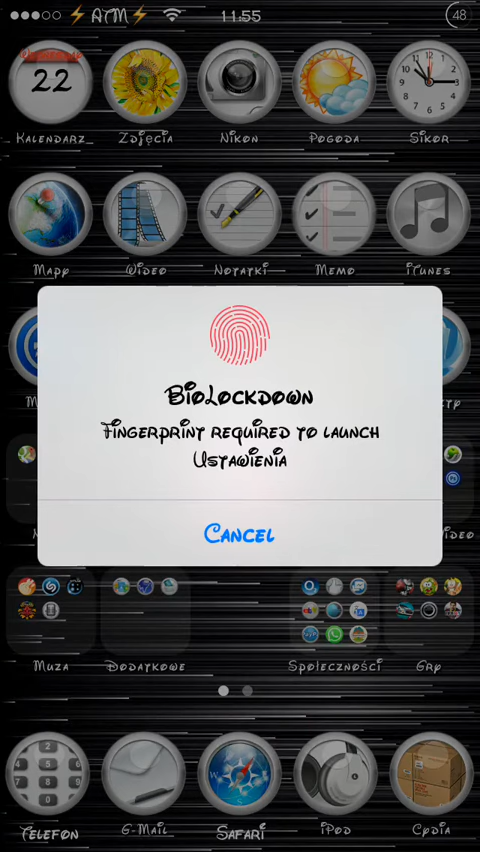 ATM 11:55 48
22
Kalendarz Zdjęcia Nikon Pogoda Sikor
Mapy Wideo Notatki Memo iTunes
BioLockdown
Fingerprint required to launch
Ustawienia
Cancel
Muza Dodatkowe Społeczności Gry
Telefon G-Mail Safari iPod Cydia